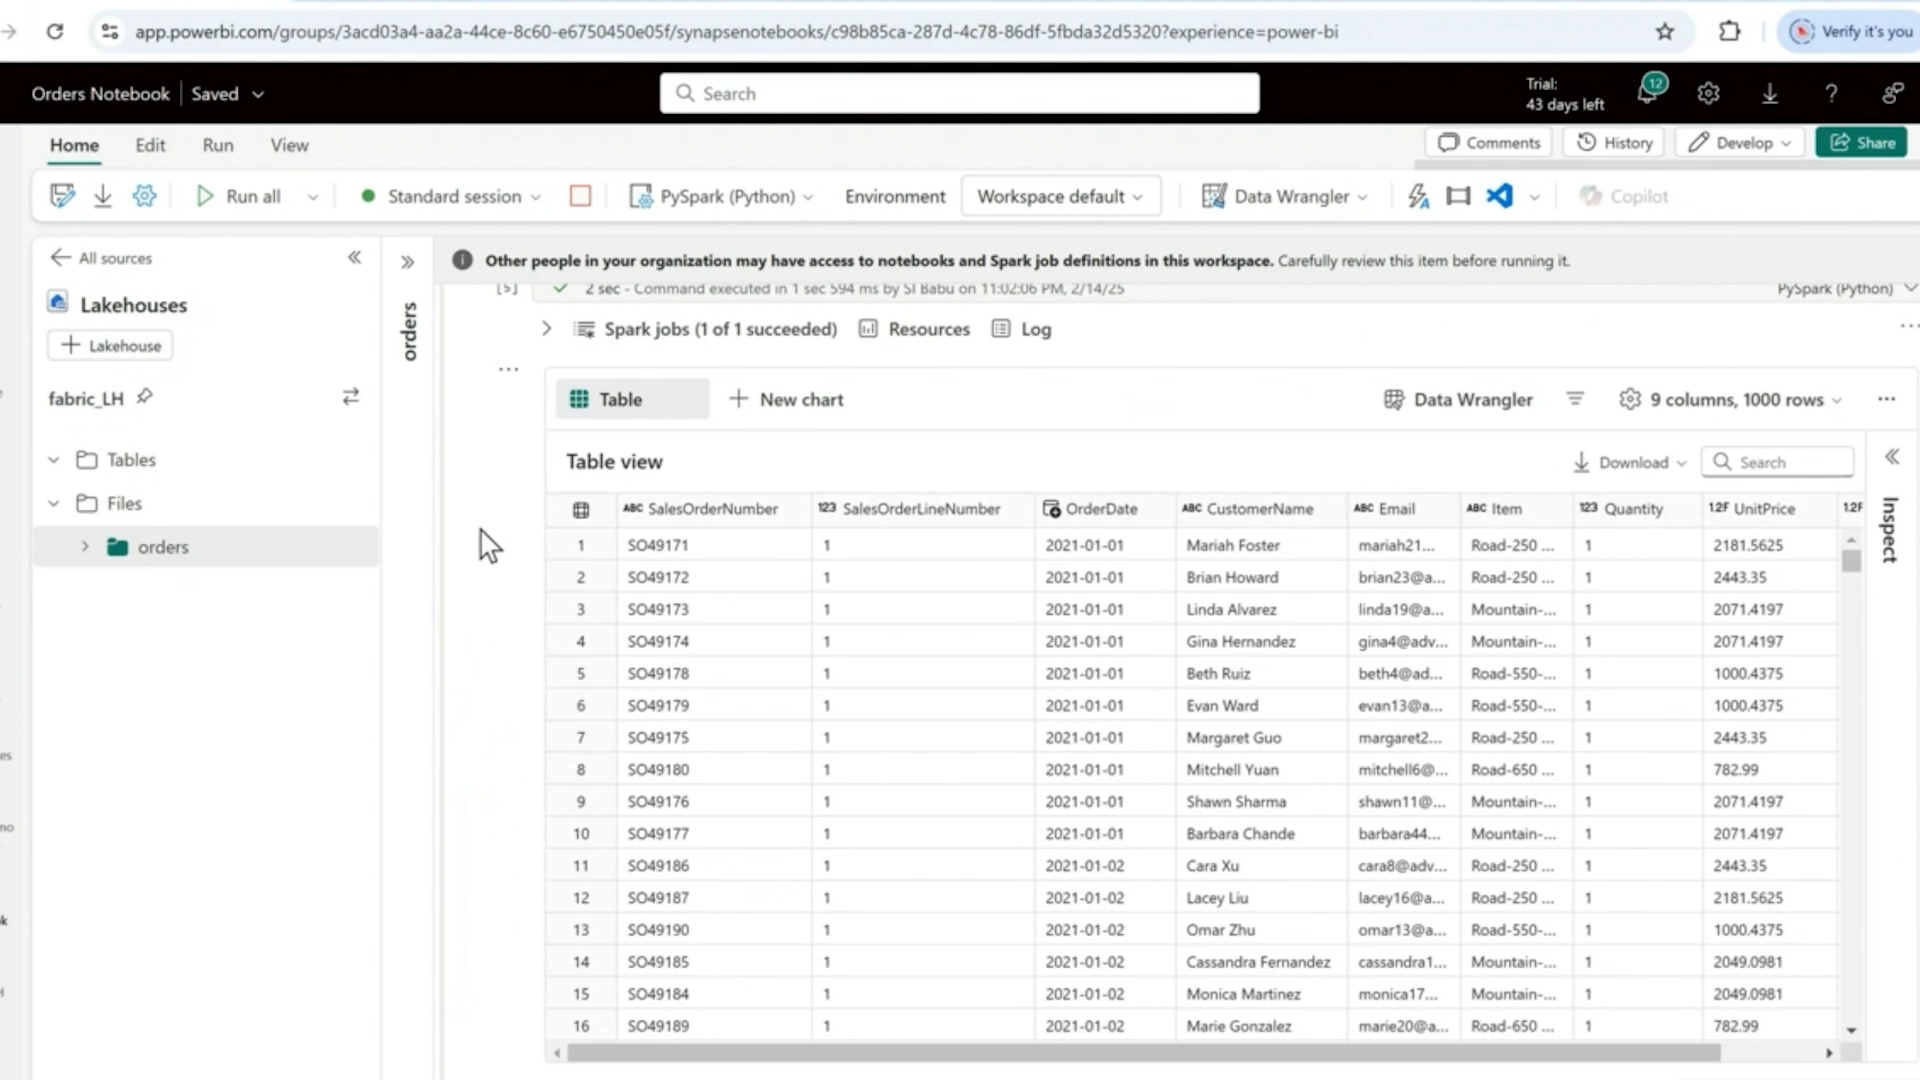 app.powerbi.com/groups/3acd03a4-aa2a-44ce-8c60-e6750450e05f/synapsenotebooks/c98b85ca-287d-4c78-86df-5fbda32d5320?experience=power-bi
Verify it's you
Orders Notebook | Saved
Search
Trial:
43 days left
12
Home Edit Run View
Comments History Develop Share
Run all Standard session PySpark (Python) Environment Workspace default Data Wrangler Copilot
All sources
Lakehouses
Lakehouse
fabric_LH
Tables
Files
orders
orders
Other people in your organization may have access to notebooks and Spark job definitions in this workspace. Carefully review this item before running it.
[5] 2 sec - Command executed in 1 sec 594 ms by SI Babu on 11:02:06 PM, 2/14/25 PySpark (Python)
Spark jobs (1 of 1 succeeded) Resources Log
Table New chart Data Wrangler 9 columns, 1000 rows
Table view Download Search
Inspect
ABC SalesOrderNumber 123 SalesOrderLineNumber OrderDate ABC CustomerName ABC Email ABC Item 123 Quantity 1.2F UnitPrice 1.2F
1 SO49171 1 2021-01-01 Mariah Foster mariah21... Road-250 ... 1 2181.5625
2 SO49172 1 2021-01-01 Brian Howard brian23@a... Road-250 ... 1 2443.35
3 SO49173 1 2021-01-01 Linda Alvarez linda19@a... Mountain-... 1 2071.4197
4 SO49174 1 2021-01-01 Gina Hernandez gina4@adv... Mountain-... 1 2071.4197
5 SO49178 1 2021-01-01 Beth Ruiz beth4@ad... Road-550-... 1 1000.4375
6 SO49179 1 2021-01-01 Evan Ward evan13@a... Road-550-... 1 1000.4375
7 SO49175 1 2021-01-01 Margaret Guo margaret2... Road-250 ... 1 2443.35
8 SO49180 1 2021-01-01 Mitchell Yuan mitchell6@... Road-650 ... 1 782.99
9 SO49176 1 2021-01-01 Shawn Sharma shawn11@... Mountain-... 1 2071.4197
10 SO49177 1 2021-01-01 Barbara Chande barbara44... Mountain-... 1 2071.4197
11 SO49186 1 2021-01-02 Cara Xu cara8@adv... Road-250 ... 1 2443.35
12 SO49187 1 2021-01-02 Lacey Liu lacey16@a... Road-250 ... 1 2181.5625
13 SO49190 1 2021-01-02 Omar Zhu omar13@a... Road-550-... 1 1000.4375
14 SO49185 1 2021-01-02 Cassandra Fernandez cassandra1... Mountain-... 1 2049.0981
15 SO49184 1 2021-01-02 Monica Martinez monica17... Mountain-... 1 2049.0981
16 SO49189 1 2021-01-02 Marie Gonzalez marie20@a... Road-650 ... 1 782.99